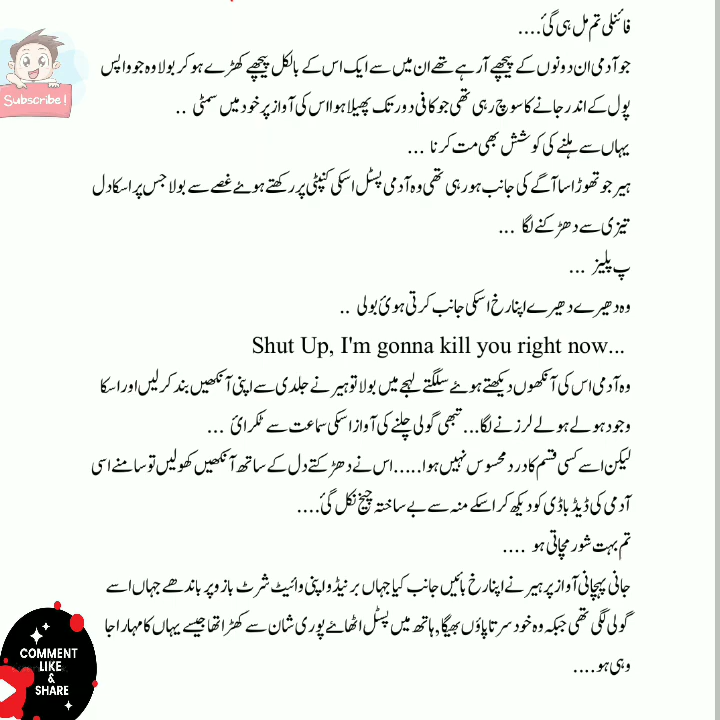 فائنلی تم مل ہی گئ....
جو آدمی ان دونوں کے پیچھے آرہے تھے ان میں سے ایک اس کے بالکل پیچھے کھڑے ہو کر بولا وہ جو واپس
پول کے اندر جانے کا سوچ رہی تھی جو کافی دور تک پھیلا ہوا اس کی آواز پر خود میں سمٹی ..
یہاں سے ہلنے کی کوشش بھی مت کرنا ...
ہیر جو تھوڑا سا آگے کی جانب ہو رہی تھی وہ آدمی پسٹل اسکی کنپٹی پر رکھتے ہوئے غصے سے بولا جس پر اسکا دل
تیزی سے دھڑکنے لگا ...
پ پلیز ...
وہ دھیرے دھیرے اپنا رخ اسکی جانب کرتی ہوئ بولی ..
Shut Up, I'm gonna kill you right now...
وہ آدمی اس کی آنکھوں دیکھتے ہوئے سلگتے لہجے میں بولا تو ہیر نے جلدی سے اپنی آنکھیں بند کر لیں اور اسکا
وجود ہولے ہولے لرزنے لگا... تبھی گولی چلنے کی آواز اسکی سماعت سے ٹکرائ ...
لیکن اسے کسی قسم کا درد محسوس نہیں ہوا.....اس نے دھڑکتے دل کے ساتھ آنکھیں کھولیں تو سامنے اسی
آدمی کی ڈیڈ باڈی کو دیکھ کر اسکے منہ سے بے ساختہ چیخ نکل گئ....
تم بہت شور مچاتی ہو ....
جانی پہچانی آواز پر ہیر نے اپنا رخ بائیں جانب کیا جہاں برنیڈو اپنی وائیٹ شرٹ بازو پر باندھے جہاں اسے
گولی لگی تھی جبکہ وہ خود سر تا پاؤں بھیگا, ہاتھ میں پسٹل اٹھائے پوری شان سے کھڑا تھا جیسے یہاں کا مہاراجا
وہی ہو....
Subscribe!
COMMENT
LIKE
&
SHARE